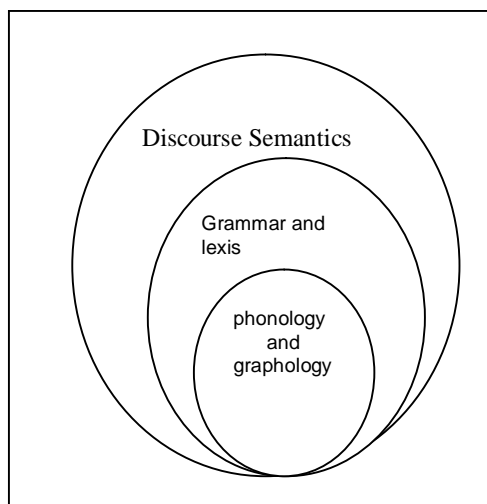 Discourse Semantics
Grammar and
lexis
phonology
and
graphology